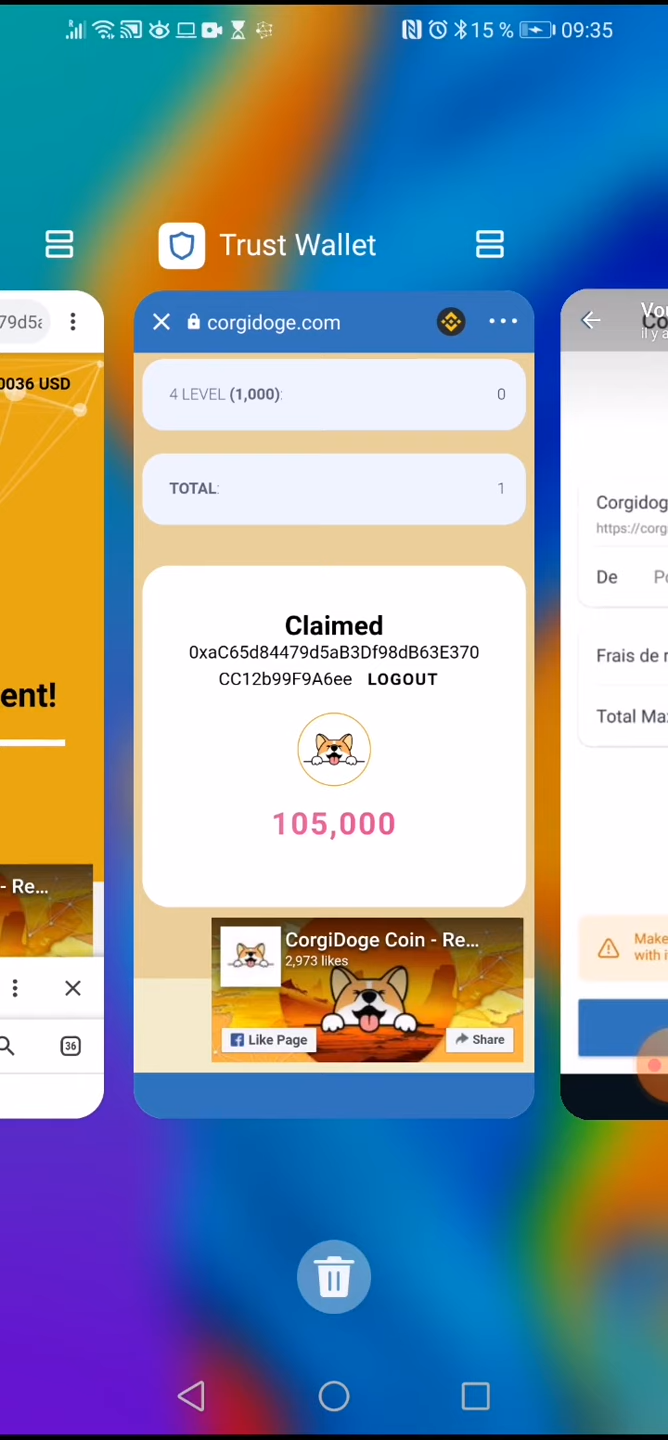 15 % 09:35
Trust Wallet
79d5a
corgidoge.com
0036 USD
4 LEVEL (1,000): 0
TOTAL: 1
Claimed
0xaC65d84479d5aB3Df98dB63E370
CC12b99F9A6ee LOGOUT
105,000
CorgiDoge Coin - Re...
2,973 likes
Like Page
Share
ent!
- Re...
36
Vo
Co
Il y a
Corgidog
https://corg
De Po
Frais de r
Total Ma
Make
with i